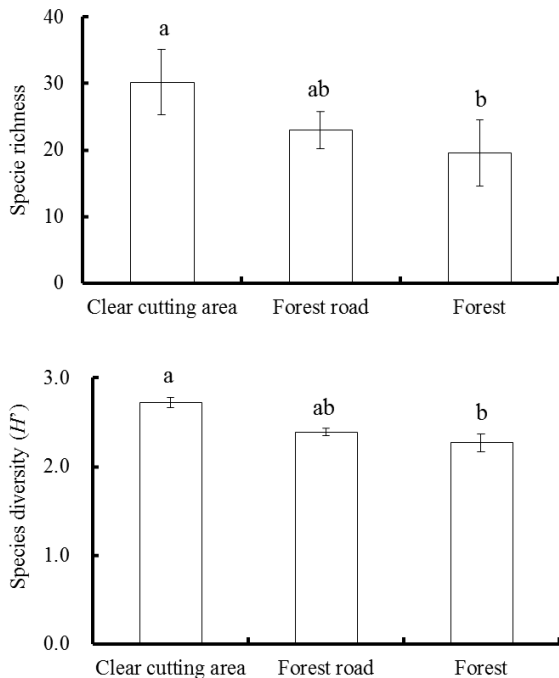 Specie richness
40
30
20
10
0
a
ab
b
Clear cutting area
Forest road
Forest
Species diversity (H')
3.0
2.0
1.0
0.0
a
ab
b
Clear cutting area
Forest road
Forest